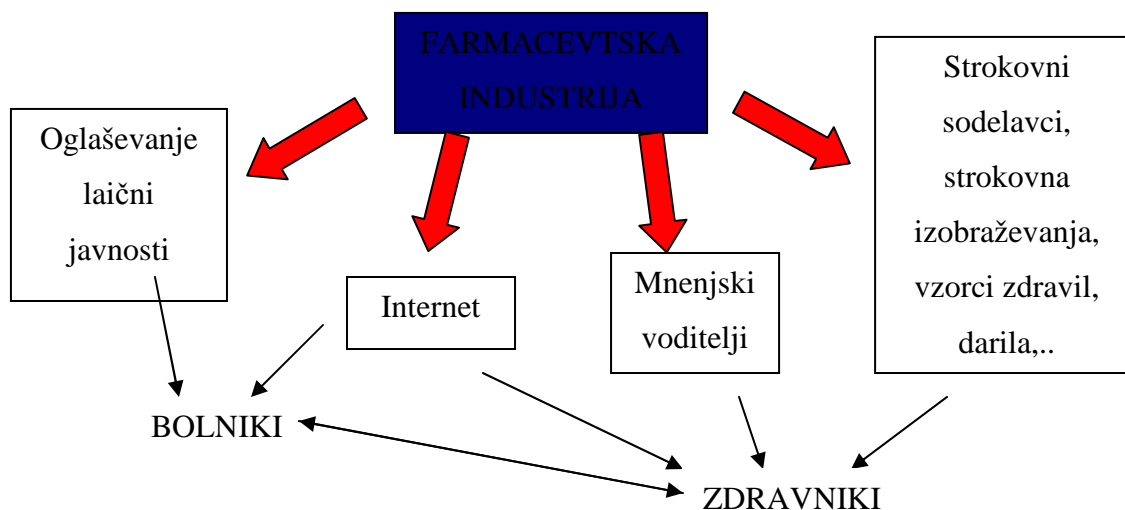 FARMACEVTSKA
INDUSTRIJA
Oglaševanje
laični
javnosti
Internet
Mnenjski
voditelji
Strokovni
sodelavci,
strokovna
izobraževanja,
vzorci zdravil,
darila,..
BOLNIKI
ZDRAVNIKI